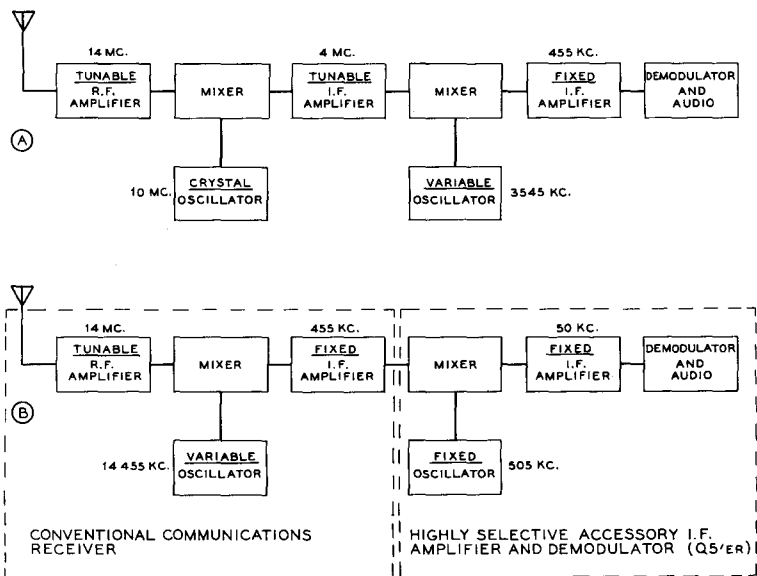 14 MC.
4 MC.
455 KC.
TUNABLE
R.F.
AMPLIFIER
MIXER
TUNABLE
I.F.
AMPLIFIER
MIXER
FIXED
I.F.
AMPLIFIER
DEMODULATOR
AND
AUDIO
A
10 MC.
CRYSTAL
OSCILLATOR
VARIABLE
OSCILLATOR
3545 KC.
14 MC.
455 KC.
50 KC.
TUNABLE
R.F.
AMPLIFIER
MIXER
FIXED
I.F.
AMPLIFIER
MIXER
FIXED
I.F.
AMPLIFIER
DEMODULATOR
AND
AUDIO
B
14 455 KC.
VARIABLE
OSCILLATOR
FIXED
OSCILLATOR
505 KC.
CONVENTIONAL COMMUNICATIONS
RECEIVER
HIGHLY SELECTIVE ACCESSORY I.F.
AMPLIFIER AND DEMODULATOR (Q5'ER)